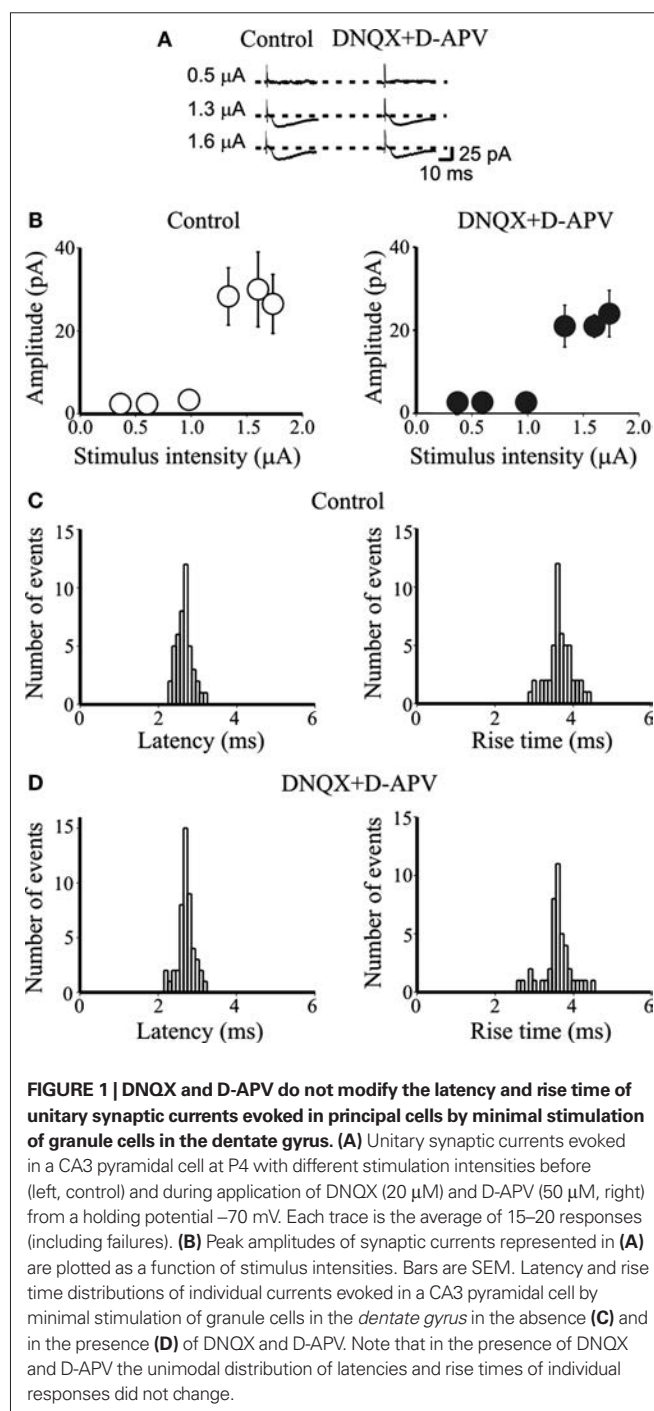 A
Control DNQX+D-APV
0.5 μA
1.3 μA
1.6 μA
25 pA
10 ms
B
Control
DNQX+D-APV
Amplitude (pA)
40
20
0
0.0 0.5 1.0 1.5 2.0
Stimulus intensity (μA)
Amplitude (pA)
40
20
0
0.0 0.5 1.0 1.5 2.0
Stimulus intensity (μA)
C
Control
Number of events
15
10
5
0
0 2 4 6
Latency (ms)
Number of events
15
10
5
0
0 2 4 6
Rise time (ms)
D
DNQX+D-APV
Number of events
15
10
5
0
0 2 4 6
Latency (ms)
Number of events
15
10
5
0
0 2 4 6
Rise time (ms)
FIGURE 1 | DNQX and D-APV do not modify the latency and rise time of
unitary synaptic currents evoked in principal cells by minimal stimulation
of granule cells in the dentate gyrus. (A) Unitary synaptic currents evoked
in a CA3 pyramidal cell at P4 with different stimulation intensities before
(left, control) and during application of DNQX (20 μM) and D-APV (50 μM, right)
from a holding potential –70 mV. Each trace is the average of 15–20 responses
(including failures). (B) Peak amplitudes of synaptic currents represented in (A)
are plotted as a function of stimulus intensities. Bars are SEM. Latency and rise
time distributions of individual currents evoked in a CA3 pyramidal cell by
minimal stimulation of granule cells in the dentate gyrus in the absence (C) and
in the presence (D) of DNQX and D-APV. Note that in the presence of DNQX
and D-APV the unimodal distribution of latencies and rise times of individual
responses did not change.